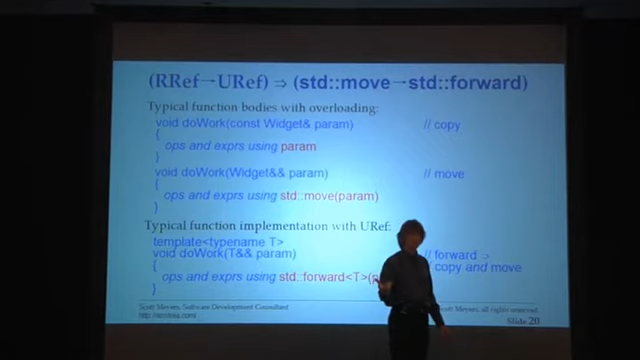 (RRef→URef) ⇒ (std::move→std::forward)
Typical function bodies with overloading:
void doWork(const Widget& param) // copy
{
ops and exprs using param
}
void doWork(Widget&& param) // move
{
ops and exprs using std::move(param)
}
Typical function implementation with URef:
template<typename T>
void doWork(T&& param) // forward ⇒
{ // copy and move
ops and exprs using std::forward<T>(p
}
Scott Meyers, Software Development Consultant
Scott Meyers, all rights reserved.
Slide 20